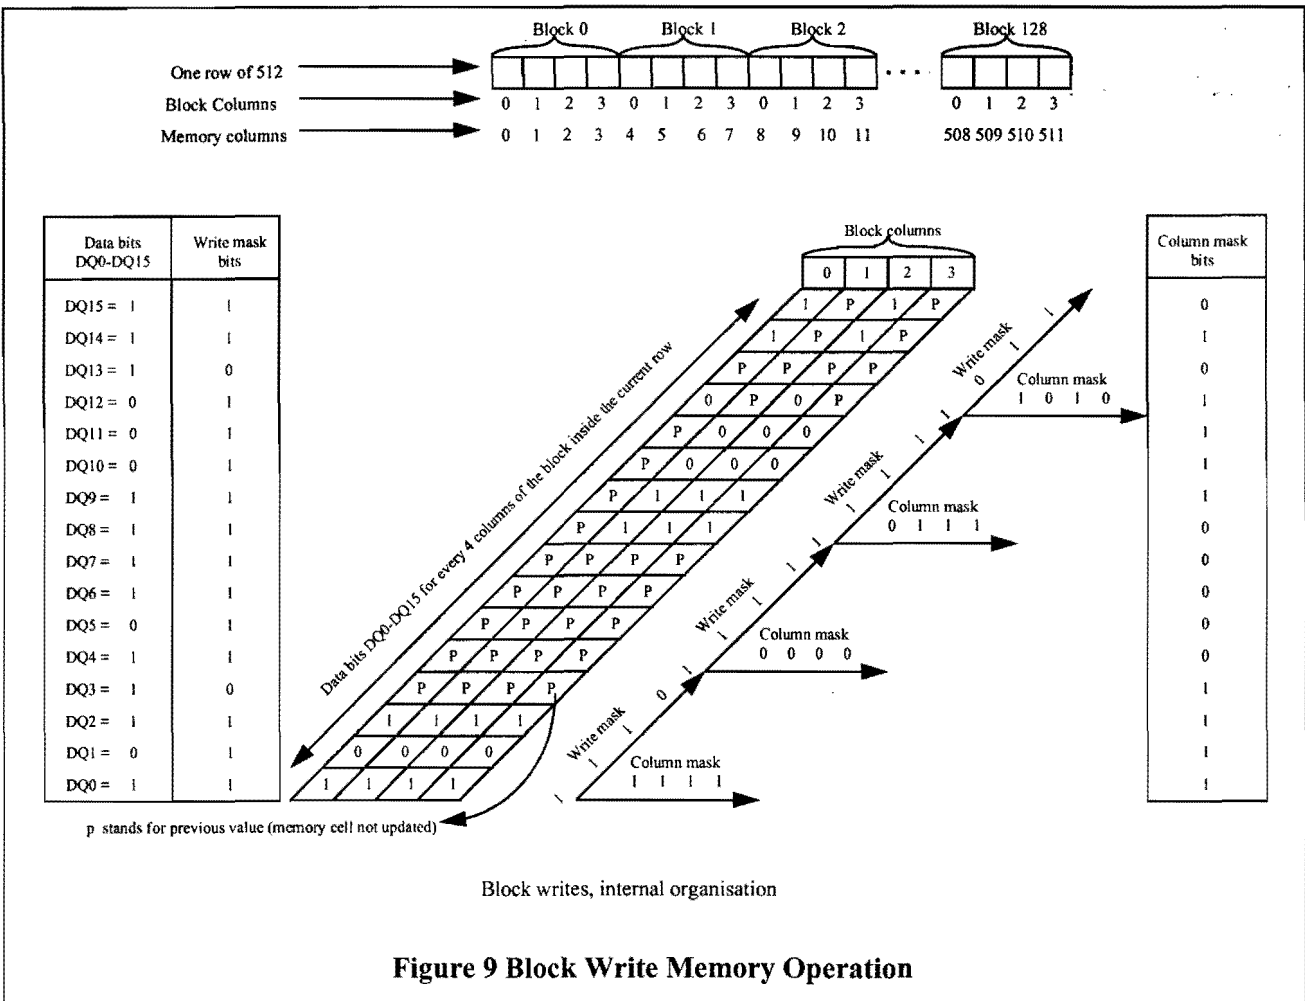 Block 0 Block 1 Block 2 Block 128
One row of 512 ....
Block Columns 0 1 2 3 0 1 2 3 0 1 2 3 0 1 2 3
Memory columns 0 1 2 3 4 5 6 7 8 9 10 11 508 509 510 511
Data bits DQ0-DQ15
Write mask bits
DQ15 = 1 1
DQ14 = 1 1
DQ13 = 1 0
DQ12 = 0 1
DQ11 = 0 1
DQ10 = 0 1
DQ9 = 1 1
DQ8 = 1 1
DQ7 = 1 1
DQ6 = 1 1
DQ5 = 0 1
DQ4 = 1 1
DQ3 = 1 0
DQ2 = 1 1
DQ1 = 0 1
DQ0 = 1 1
Data bits DQ0-DQ15 for every 4 columns of the block inside the current row
Block columns
0 1 2 3
1 P 1 P
1 P 1 P
P P P P
0 P 0 P
P 0 0 0
P 0 0 0
P 1 1 1
P 1 1 1
P P P P
P P P P
P P P P
P P P P
P P P P
1 1 1 1
0 0 0 0
1 1 1 1
Write mask
1 1 0 1
Column mask
1 0 1 0
Write mask
1 1 1 1
Column mask
0 1 1 1
Write mask
1 1 1 1
Column mask
0 0 0 0
Write mask
0 1 1 1
Column mask
1 1 1 1
Column mask bits
0
1
0
1
1
1
1
0
0
0
0
0
1
1
1
1
p stands for previous value (memory cell not updated)
Block writes, internal organisation
Figure 9 Block Write Memory Operation